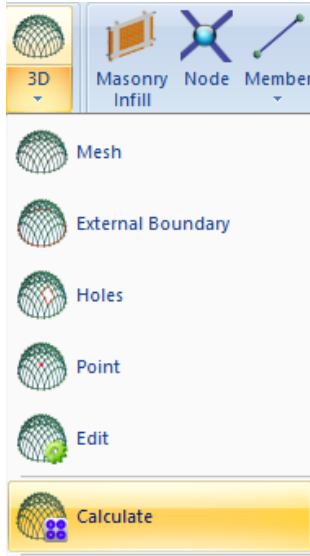 3D
Masonry
Infill
Node
Member
Mesh
External Boundary
Holes
Point
Edit
Calculate